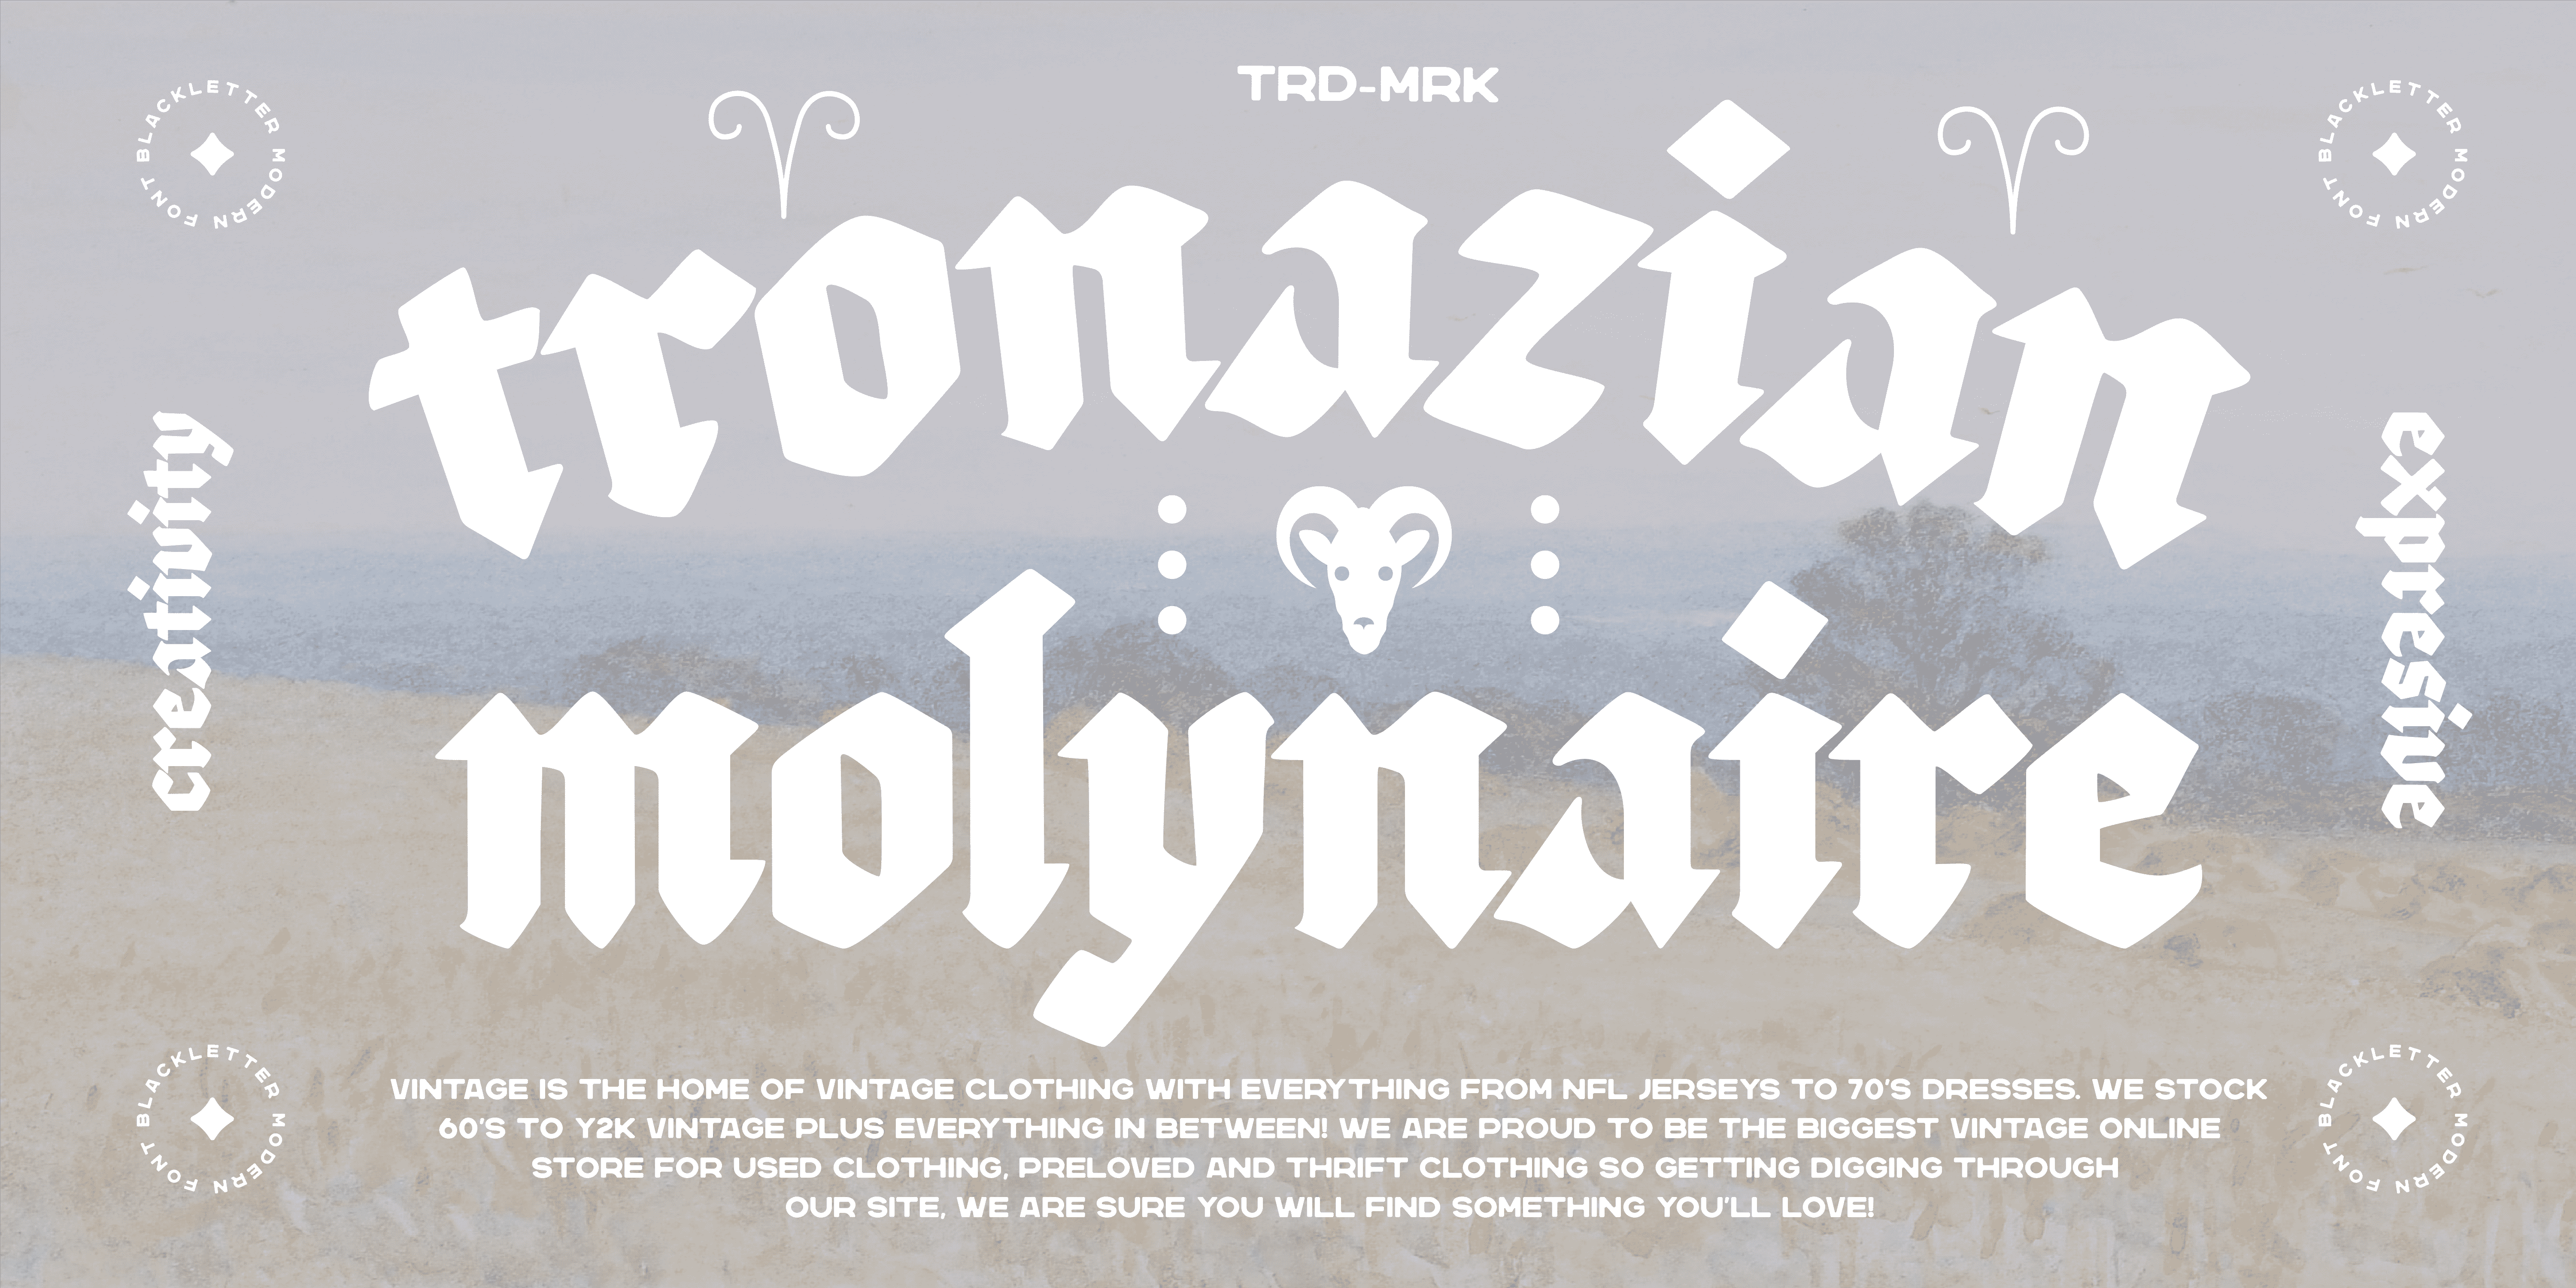 TRD-MRK
BLACKLETTER MODERN FONT
BLACKLETTER MODERN FONT
tronazian
creativity
expresive
molynaire
VINTAGE IS THE HOME OF VINTAGE CLOTHING WITH EVERYTHING FROM NFL JERSEYS TO 70'S DRESSES. WE STOCK
60'S TO Y2K VINTAGE PLUS EVERYTHING IN BETWEEN! WE ARE PROUD TO BE THE BIGGEST VINTAGE ONLINE
STORE FOR USED CLOTHING, PRELOVED AND THRIFT CLOTHING SO GETTING DIGGING THROUGH
OUR SITE, WE ARE SURE YOU WILL FIND SOMETHING YOU'LL LOVE!
BLACKLETTER MODERN FONT
BLACKLETTER MODERN FONT